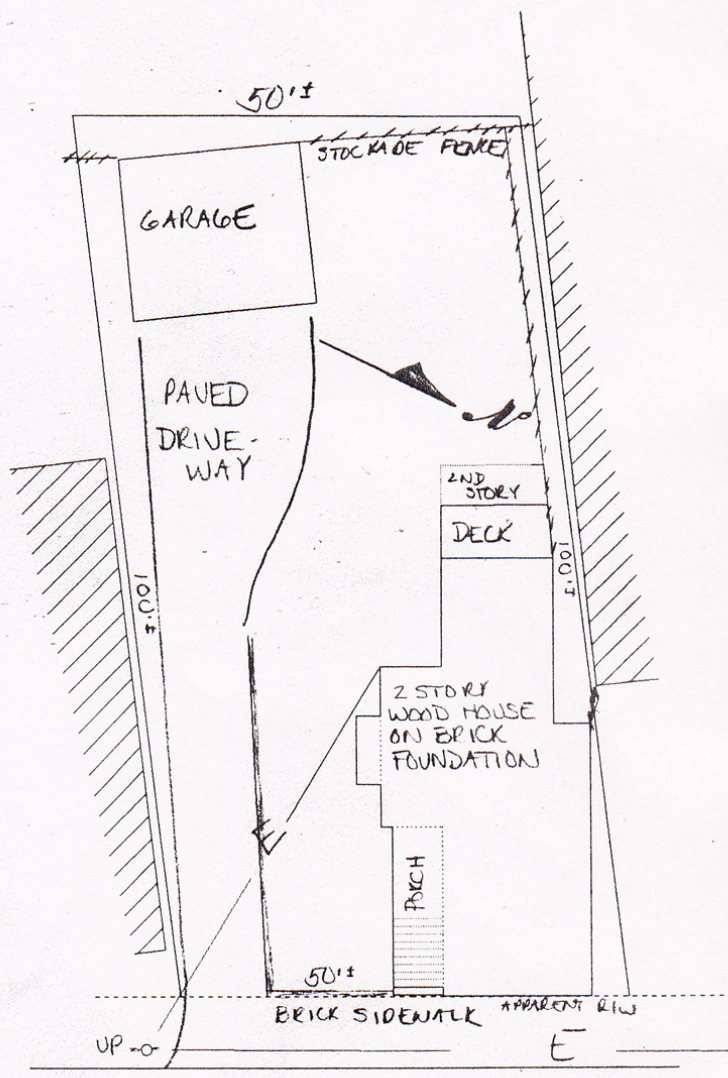 50'±
STOCKADE FENCE
GARAGE
PAVED
DRIVE-
WAY
N
2ND
STORY
DECK
100'±
100'±
2 STORY
WOOD HOUSE
ON BRICK
FOUNDATION
E
PORCH
50'±
BRICK SIDEWALK
APPARENT R/W
UP
E